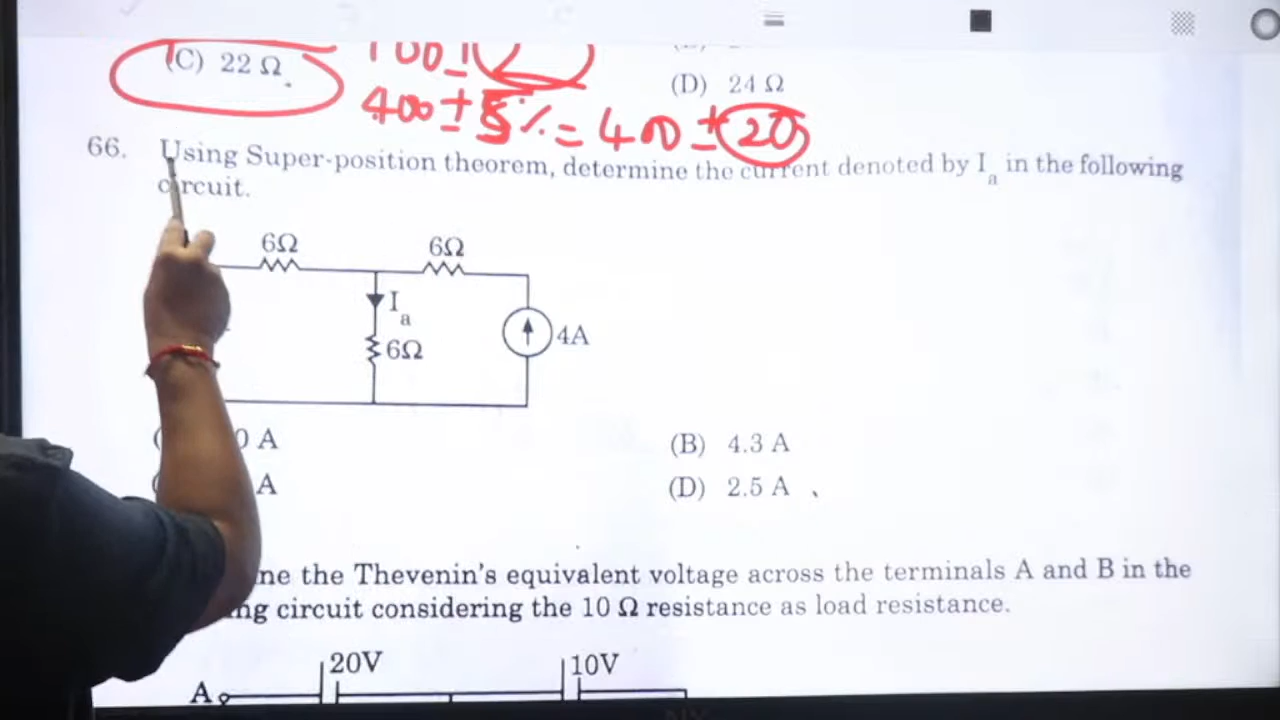 (C) 22 Ω
(D) 24 Ω
400 ± 5% = 400 ± 20
66. Using Super-position theorem, determine the current denoted by Ia in the following
circuit.
6Ω 6Ω
Ia
6Ω 4A
A (B) 4.3 A
A (D) 2.5 A
the Thevenin's equivalent voltage across the terminals A and B in the
circuit considering the 10 Ω resistance as load resistance.
20V 10V
A